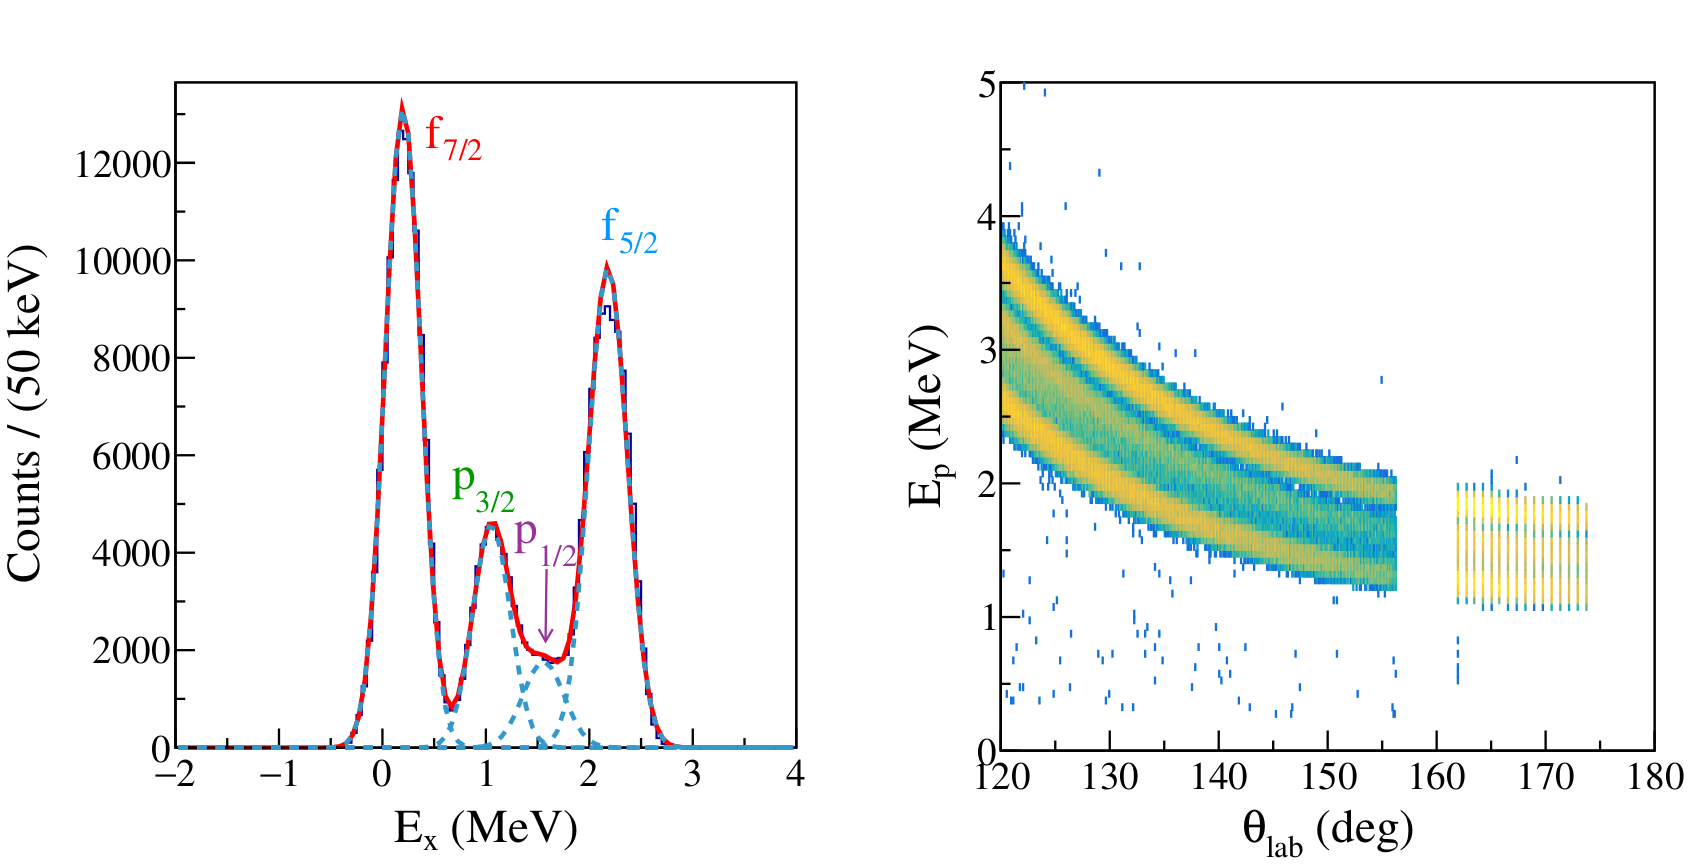 Counts / (50 keV)
12000
10000
8000
6000
4000
2000
0
f7/2
p3/2
p1/2
f5/2
−2 −1 0 1 2 3 4
Ex (MeV)
Ep (MeV)
5
4
3
2
1
0
120 130 140 150 160 170 180
θlab (deg)